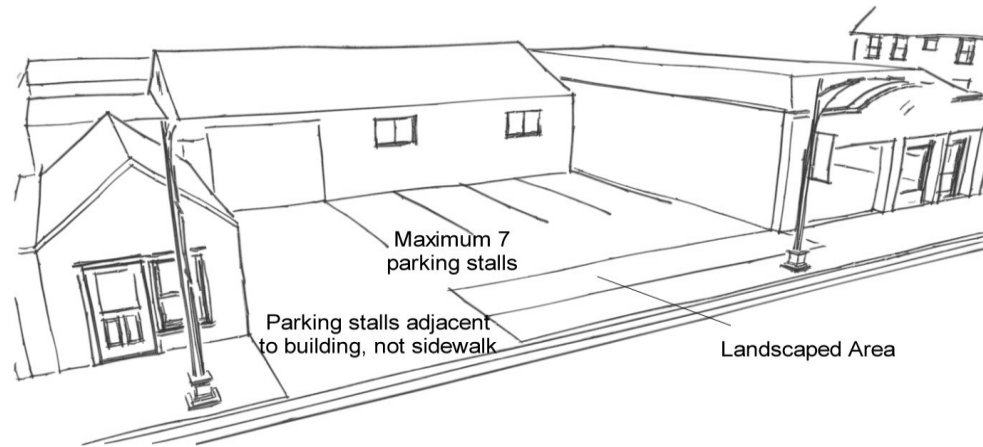 Maximum 7
parking stalls
Parking stalls adjacent
to building, not sidewalk
Landscaped Area